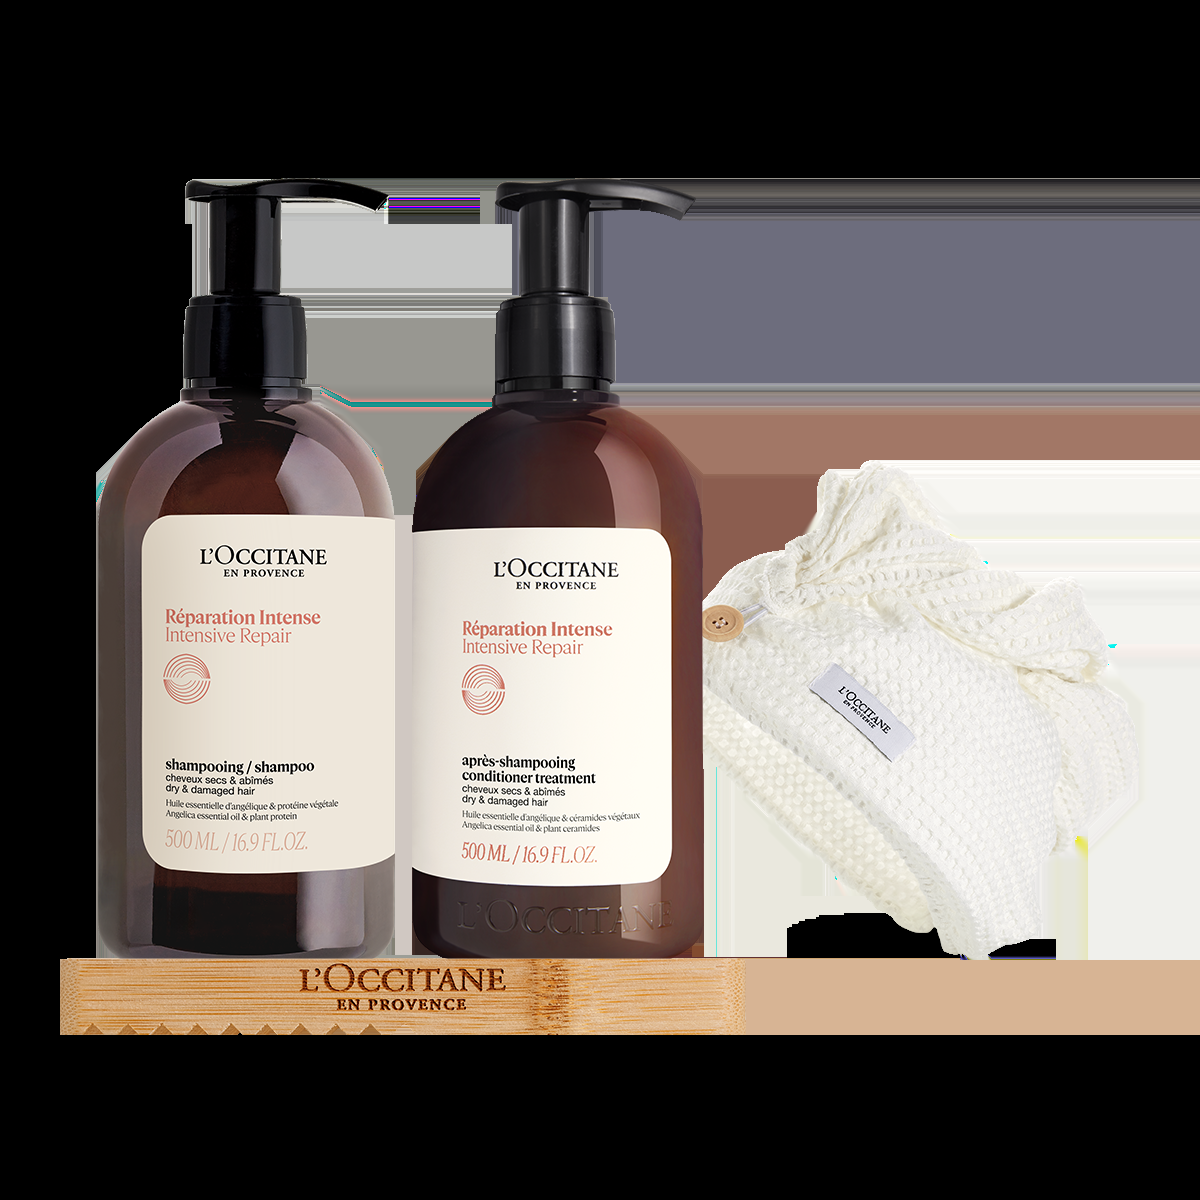 L'OCCITANE
EN PROVENCE
Réparation Intense
Intensive Repair
shampooing / shampoo
cheveux secs & abîmés
dry & damaged hair
Huile essentielle d'angélique & protéine végétale
Angelica essential oil & plant protein
500 ML / 16.9 FL.OZ.
L'OCCITANE
EN PROVENCE
Réparation Intense
Intensive Repair
après-shampooing
conditioner treatment
cheveux secs & abîmés
dry & damaged hair
Huile essentielle d'angélique & céramides végétaux
Angelica essential oil & plant ceramides
500 ML / 16.9 FL.OZ.
L'OCCITANE
L'OCCITANE
EN PROVENCE
L'OCCITANE
EN PROVENCE